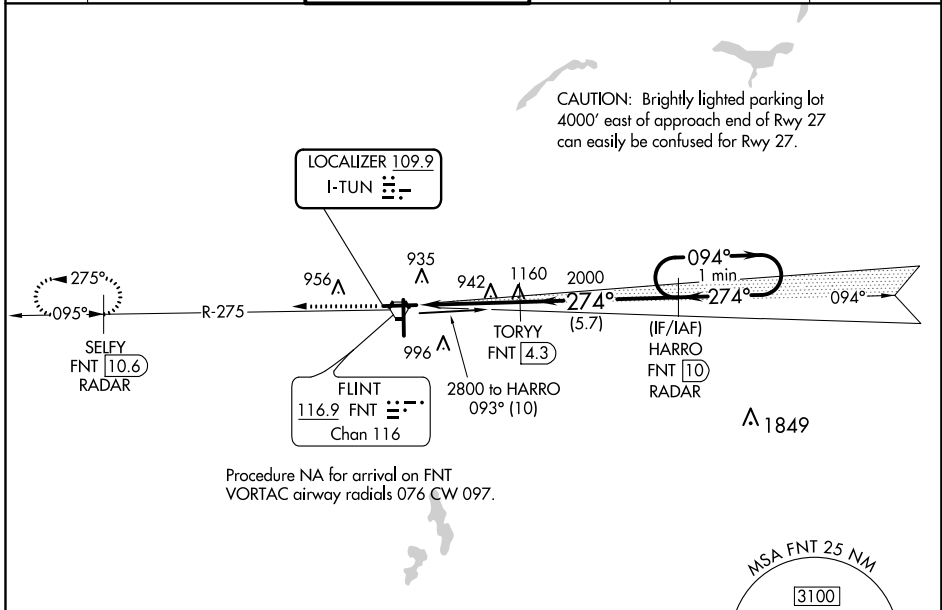 CAUTION: Brightly lighted parking lot
4000' east of approach end of Rwy 27
can easily be confused for Rwy 27.
LOCALIZER 109.9
I-TUN
275°
095°
SELFY
FNT 10.6
RADAR
R-275
956
935
942
1160
2000
274°
(5.7)
094°
1 min
274°
094°
996
TORYY
FNT 4.3
(IF/IAF)
HARRO
FNT 10
RADAR
2800 to HARRO
093° (10)
FLINT
116.9 FNT
Chan 116
1849
Procedure NA for arrival on FNT
VORTAC airway radials 076 CW 097.
MSA FNT 25 NM
3100